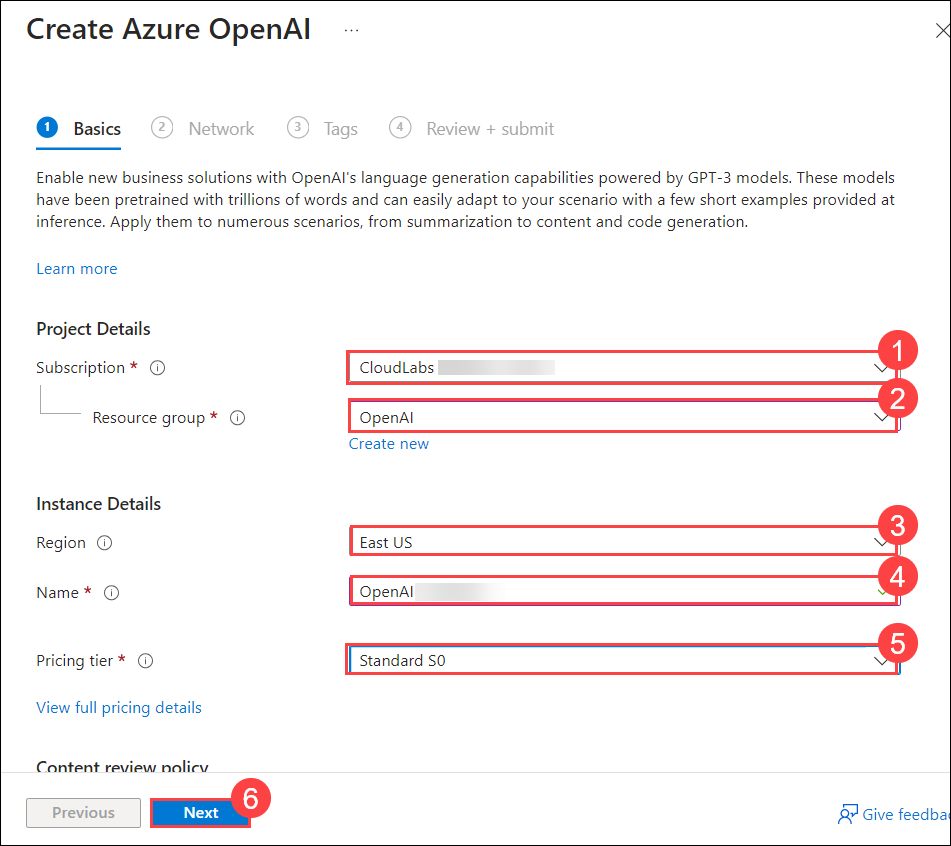 Create Azure OpenAI ...
1 Basics 2 Network 3 Tags 4 Review + submit
Enable new business solutions with OpenAI's language generation capabilities powered by GPT-3 models. These models
have been pretrained with trillions of words and can easily adapt to your scenario with a few short examples provided at
inference. Apply them to numerous scenarios, from summarization to content and code generation.
Learn more
Project Details
Subscription * CloudLabs 1
Resource group * OpenAI 2
Create new
Instance Details
Region East US 3
Name * OpenAI 4
Pricing tier * Standard S0 5
View full pricing details
Content review policy
Previous Next 6 Give feedba